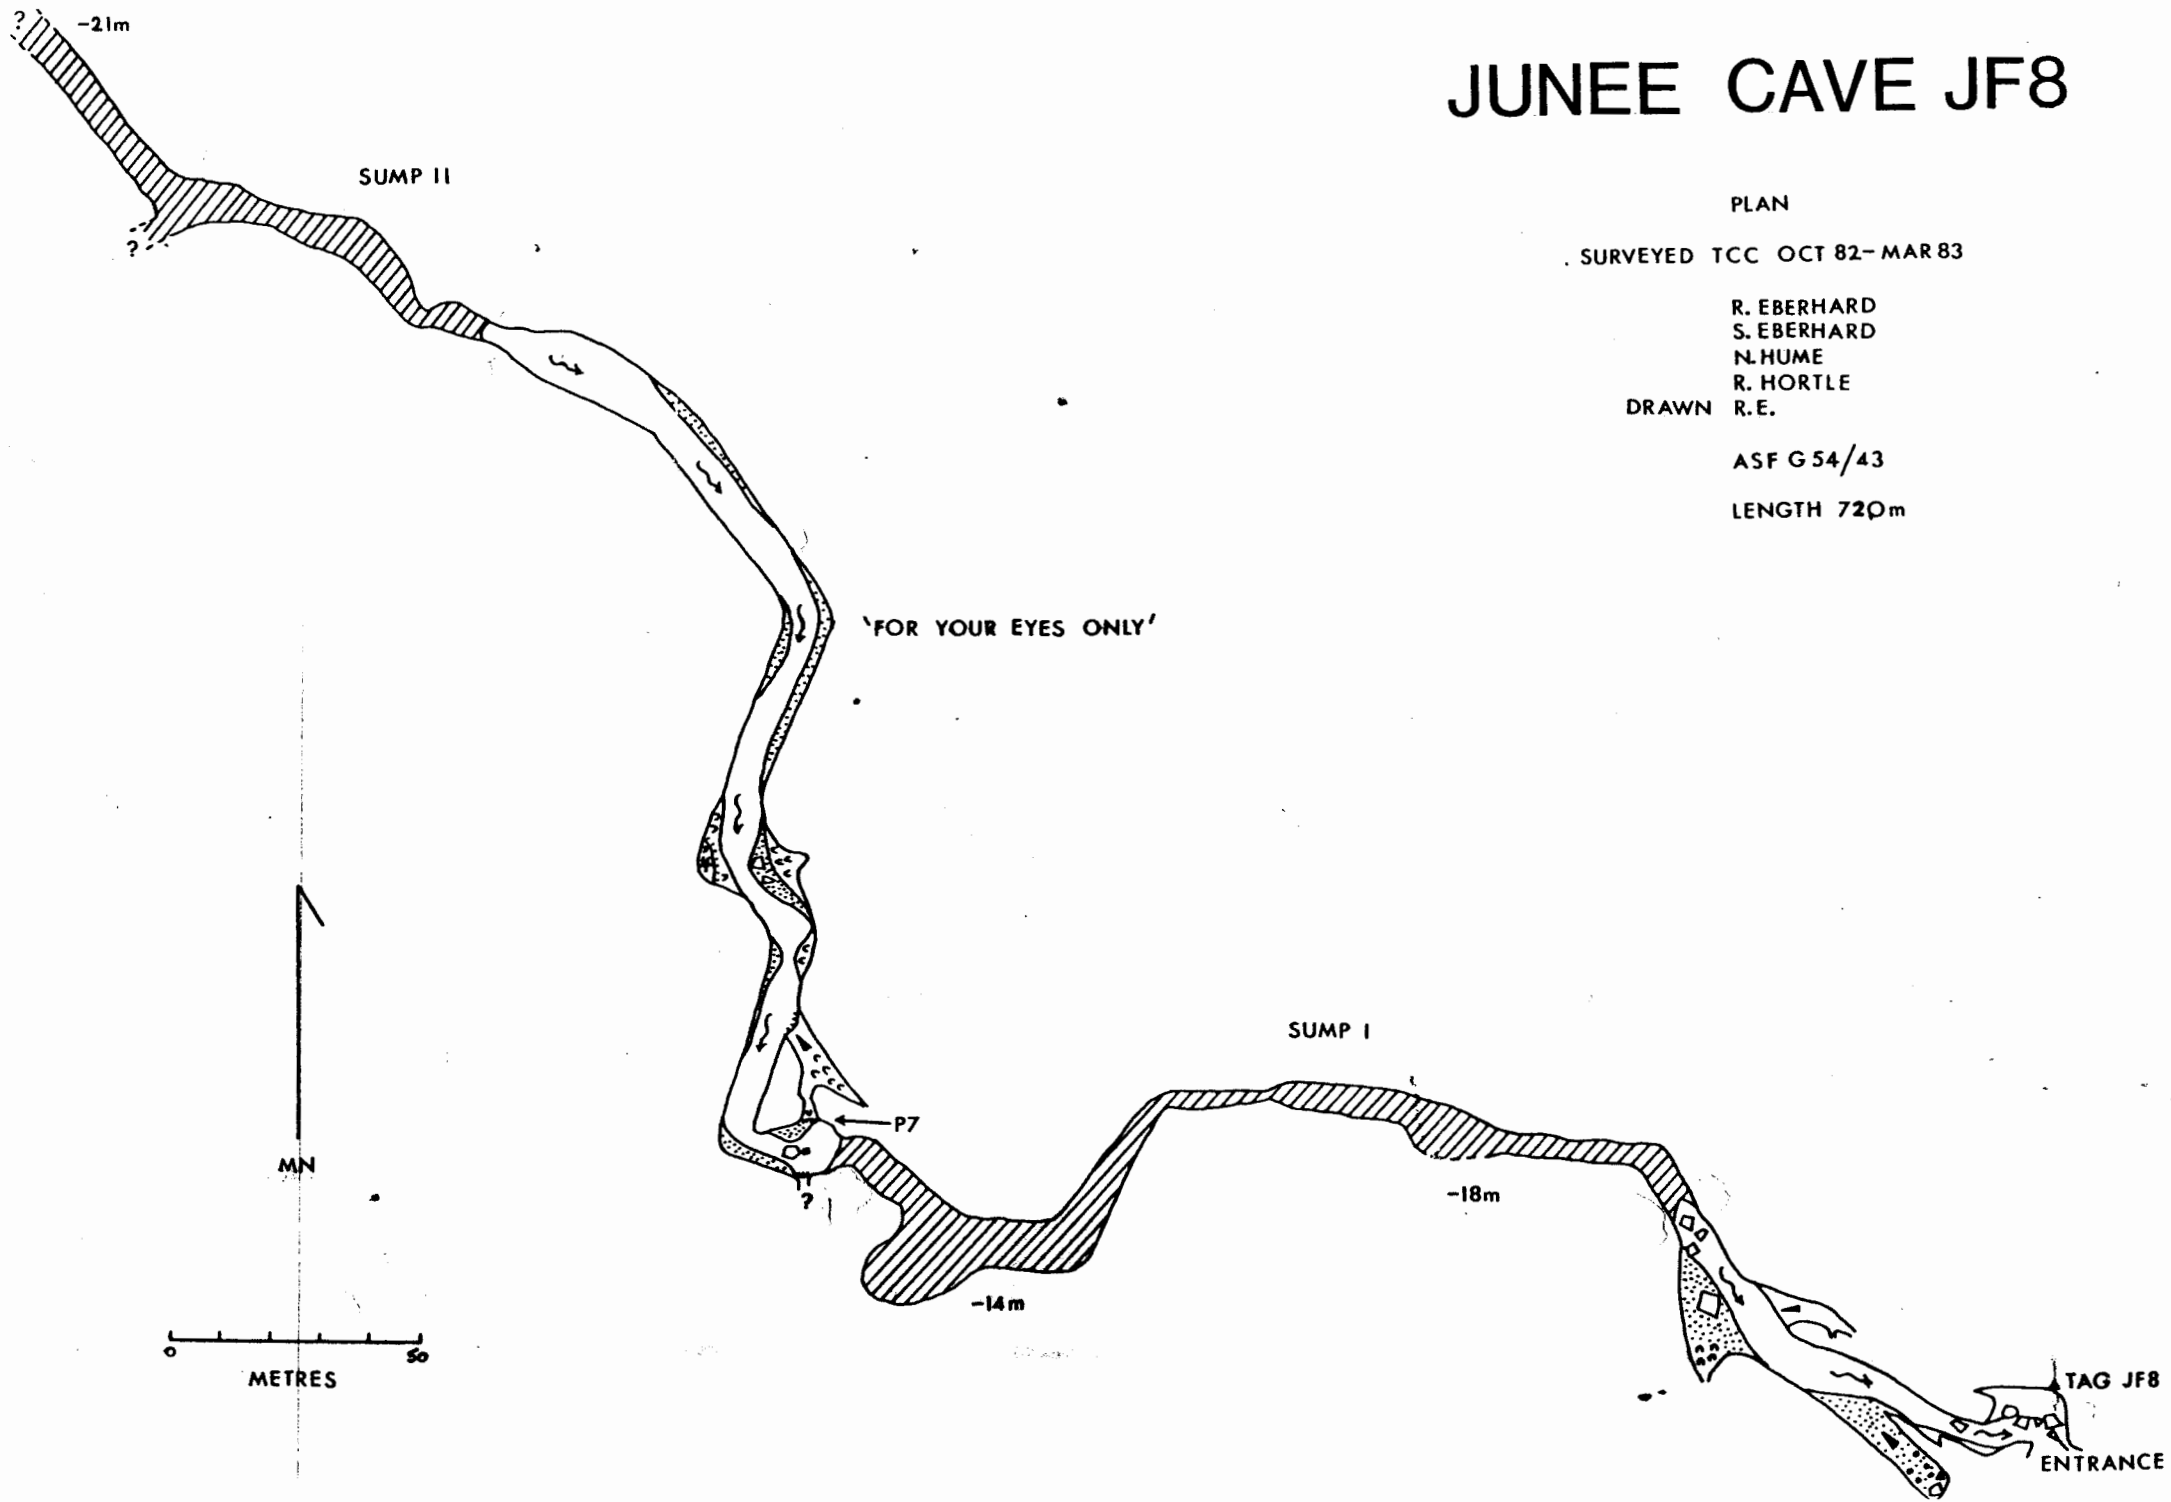 ? -21m
JUNEE CAVE JF8
SUMP II
PLAN
SURVEYED TCC OCT 82-MAR 83
?
R. EBERHARD
S. EBERHARD
N. HUME
R. HORTLE
DRAWN R.E.
ASF G 54/43
LENGTH 720m
'FOR YOUR EYES ONLY'
SUMP I
P7
MN
?
-18m
-14m
0 50
METRES
TAG JF8
ENTRANCE